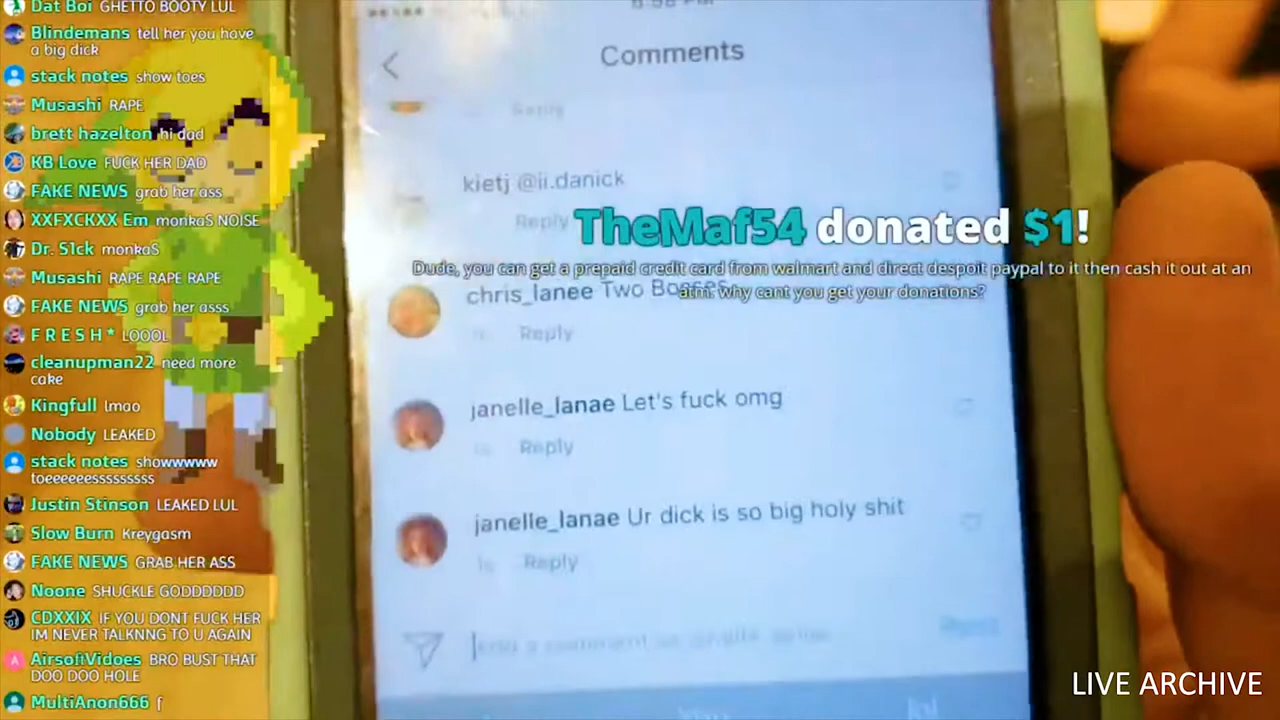 Dat Boi GHETTO BOOTY LUL
Blindemans tell her you have
a big dick
stack notes show toes
Musashi RAPE
brett hazelton hi dad
KB Love FUCK HER DAD
FAKE NEWS grab her ass
XXFXCKXX Em monkaS NOISE
Dr. S1ck monkaS
Musashi RAPE RAPE RAPE
FAKE NEWS grab her asss
F R E S H * LOOOL
cleanupman22 need more
cake
Kingfull lmao
Nobody LEAKED
stack notes showwwww
toeeeeeesssssssss
Justin Stinson LEAKED LUL
Slow Burn Kreygasm
FAKE NEWS GRAB HER ASS
Noone SHUCKLE GODDDDDD
CDXXIX IF YOU DONT FUCK HER
IM NEVER TALKNNG TO U AGAIN
AirsoftVidoes BRO BUST THAT
DOO DOO HOLE
MultiAnon666 f
Comments
Reply
kietj @ii.danick
Reply
TheMaf54 donated $1!
Dude, you can get a prepaid credit card from walmart and direct despoit paypal to it then cash it out at an
atm. why cant you get your donations?
chris_lanee Two
Reply
janelle_lanae Let's fuck omg
Reply
janelle_lanae Ur dick is so big holy shit
Reply
LIVE ARCHIVE